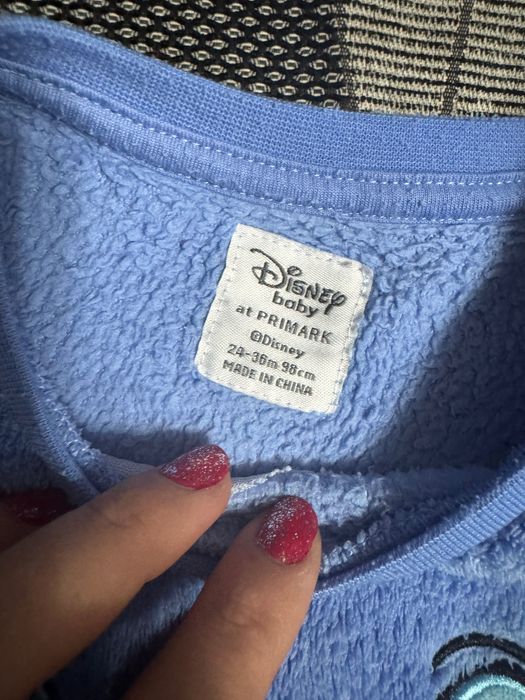 Disney
baby
at PRIMARK
©Disney
24-36m 98cm
MADE IN CHINA